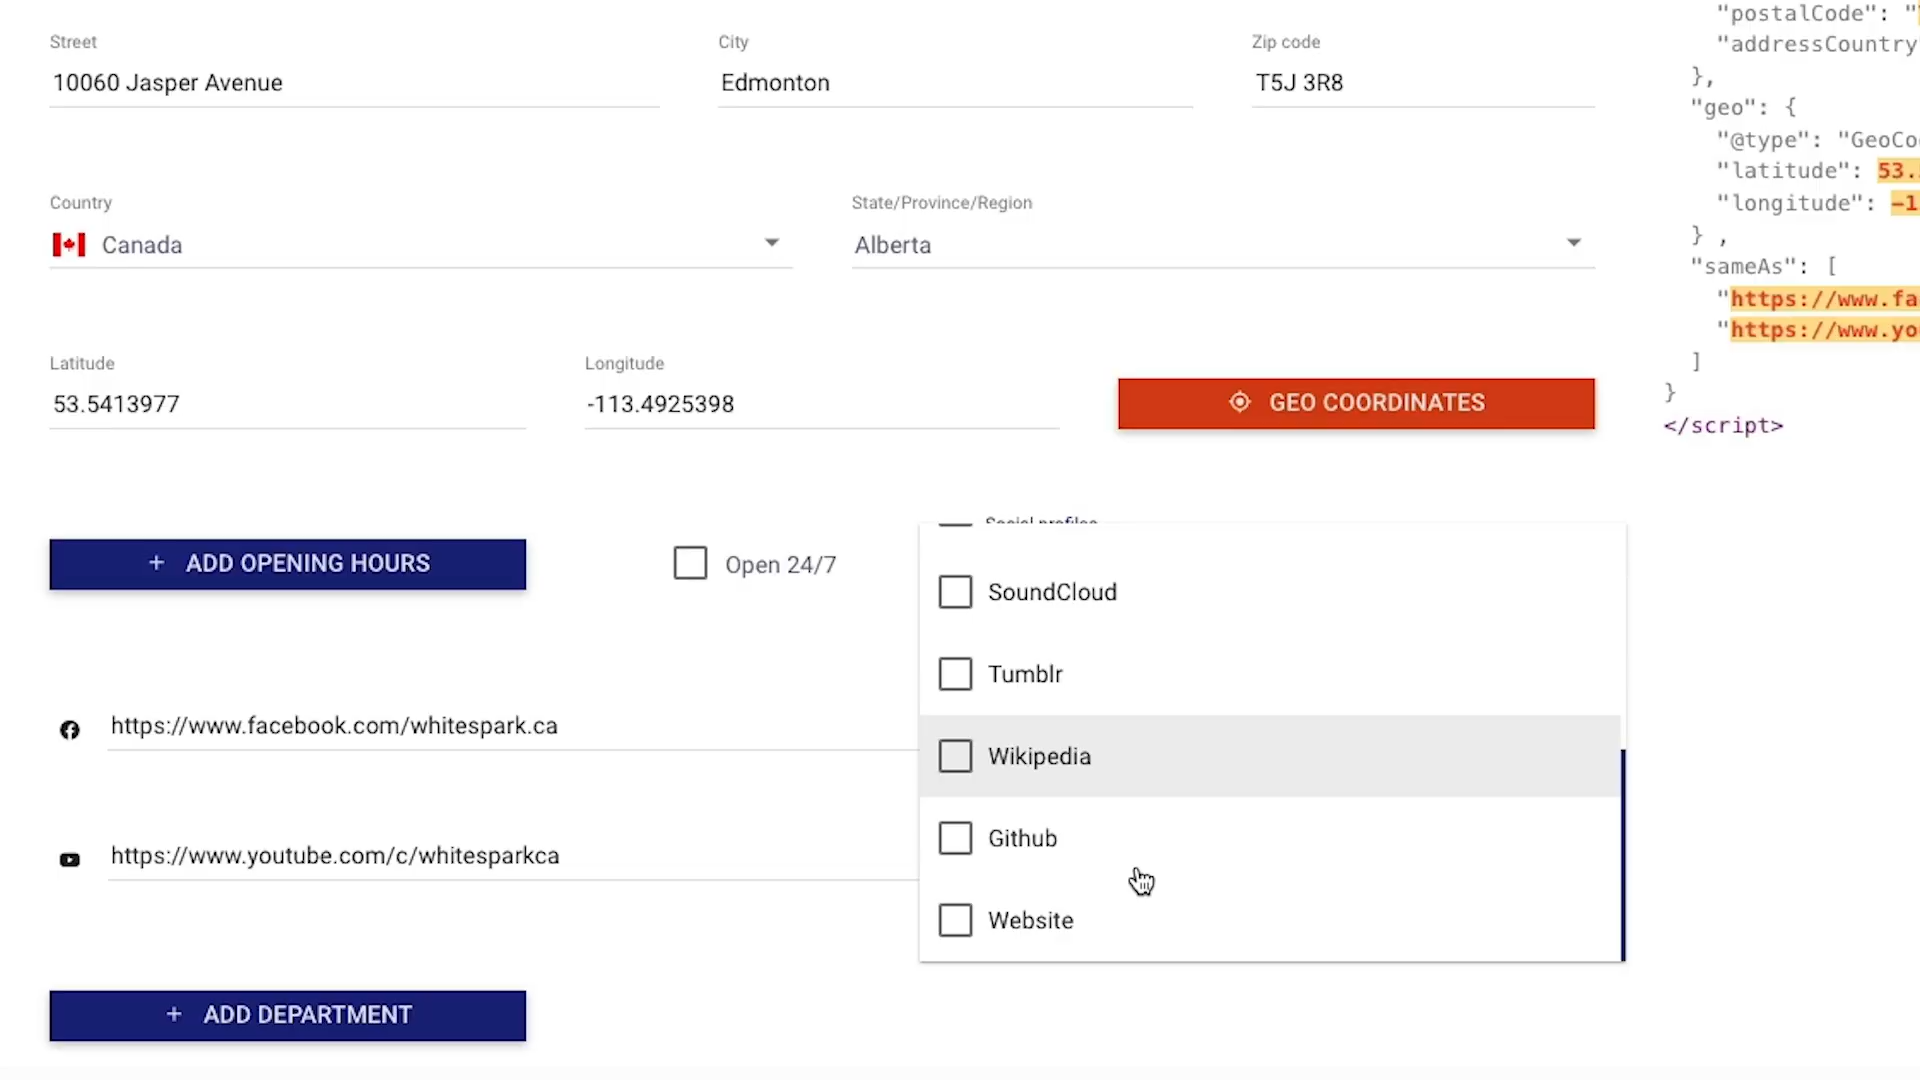 Street
10060 Jasper Avenue
City
Edmonton
Zip code
T5J 3R8
Country
Canada
State/Province/Region
Alberta
Latitude
53.5413977
Longitude
-113.4925398
GEO COORDINATES
+ ADD OPENING HOURS
Open 24/7
Social profiles
SoundCloud
Tumblr
Wikipedia
Github
Website
https://www.facebook.com/whitespark.ca
https://www.youtube.com/c/whitesparkca
+ ADD DEPARTMENT
"postalCode": "
"addressCountry"
},
"geo": {
"@type": "GeoCo
"latitude": 53.
"longitude": -1
} ,
"sameAs": [
"https://www.fa
"https://www.yo
]
}
</script>